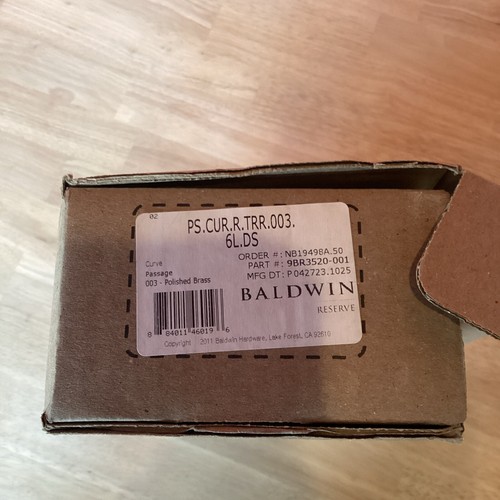 02
PS.CUR.R.TRR.003.
6L.DS
ORDER #: NB19498A.50
PART #: 9BR3520-001
MFG DT: P042723.1025
Curve
Passage
003 - Polished Brass
BALDWIN
RESERVE
8 04011 46019 6
Copyright 2011 Baldwin Hardware, Lake Forest, CA 92610